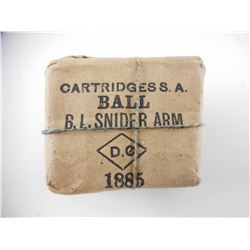 CARTRIDGES S. A.
BALL
B. L. SNIDER ARM
D.C
1885